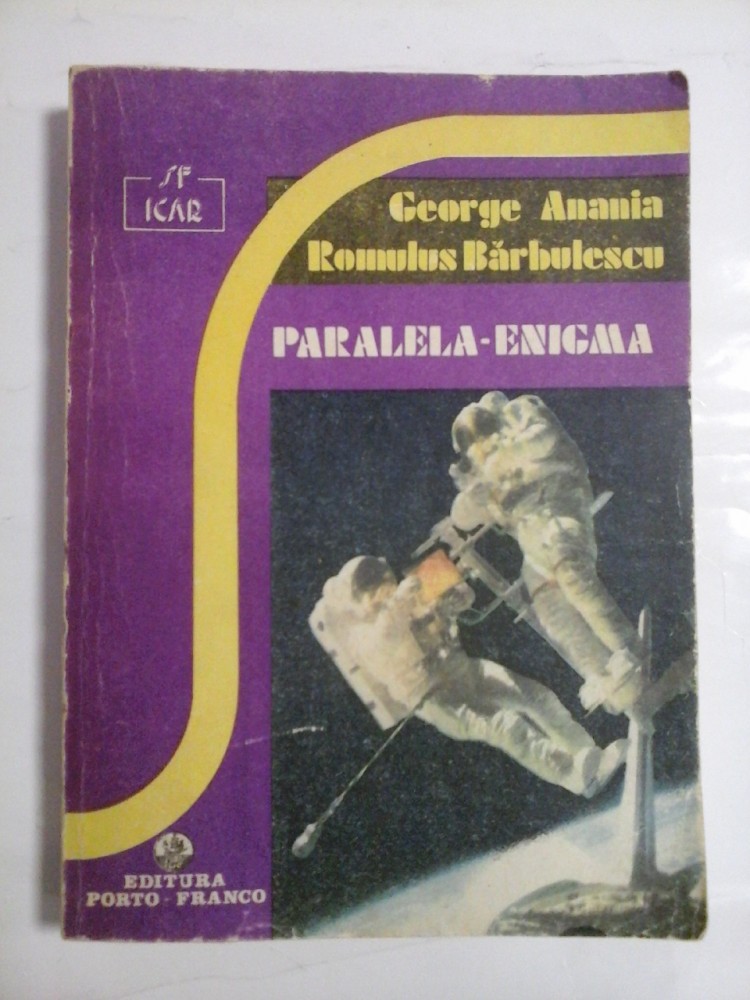 SF
ICAR
George Anania
Romulus Bărbulescu
PARALELA-ENIGMA
EDITURA
PORTO-FRANCO